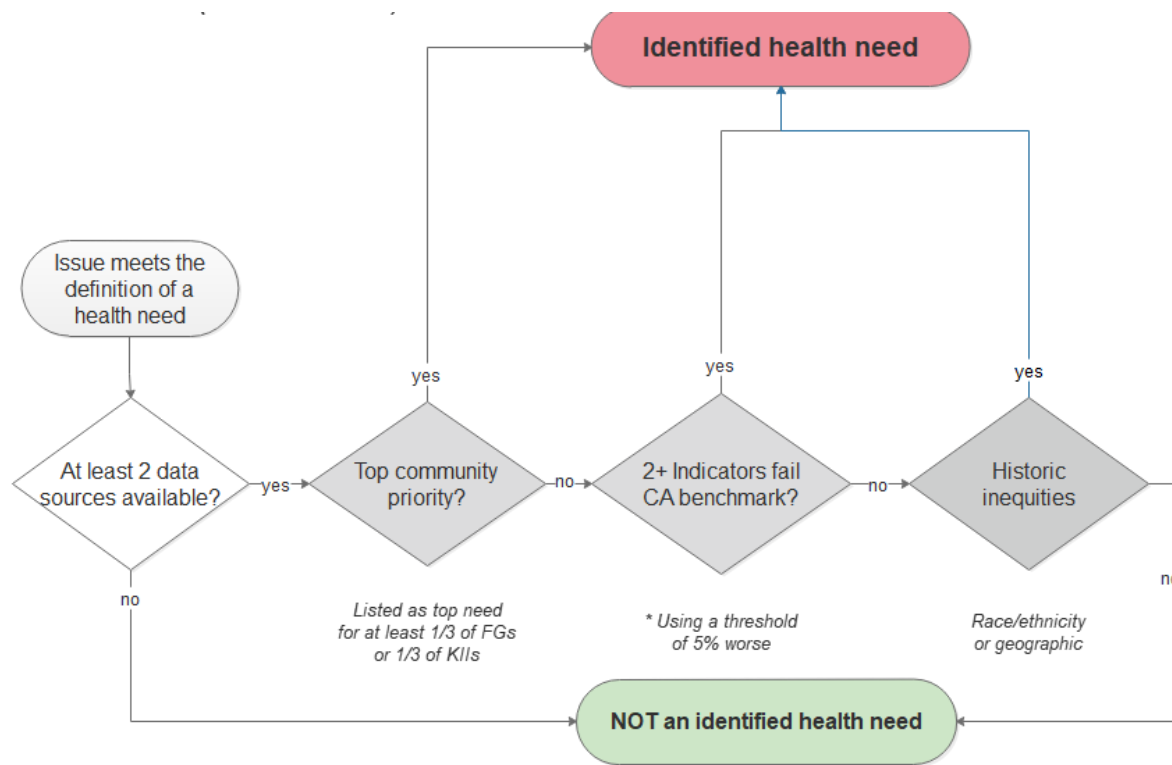 Identified health need
Issue meets the
definition of a
health need
yes
yes
yes
At least 2 data
sources available?
yes
Top community
priority?
no
2+ Indicators fail
CA benchmark?
no
Historic
inequities
no
Listed as top need
for at least 1/3 of FGs
or 1/3 of KIIs
* Using a threshold
of 5% worse
Race/ethnicity
or geographic
NOT an identified health need